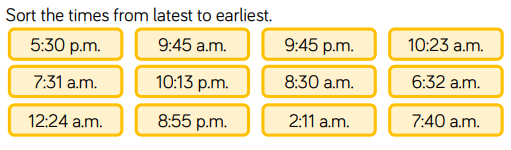 Sort the times from latest to earliest.
5:30 p.m. 9:45 a.m. 9:45 p.m. 10:23 a.m.
7:31 a.m. 10:13 p.m. 8:30 a.m. 6:32 a.m.
12:24 a.m. 8:55 p.m. 2:11 a.m. 7:40 a.m.